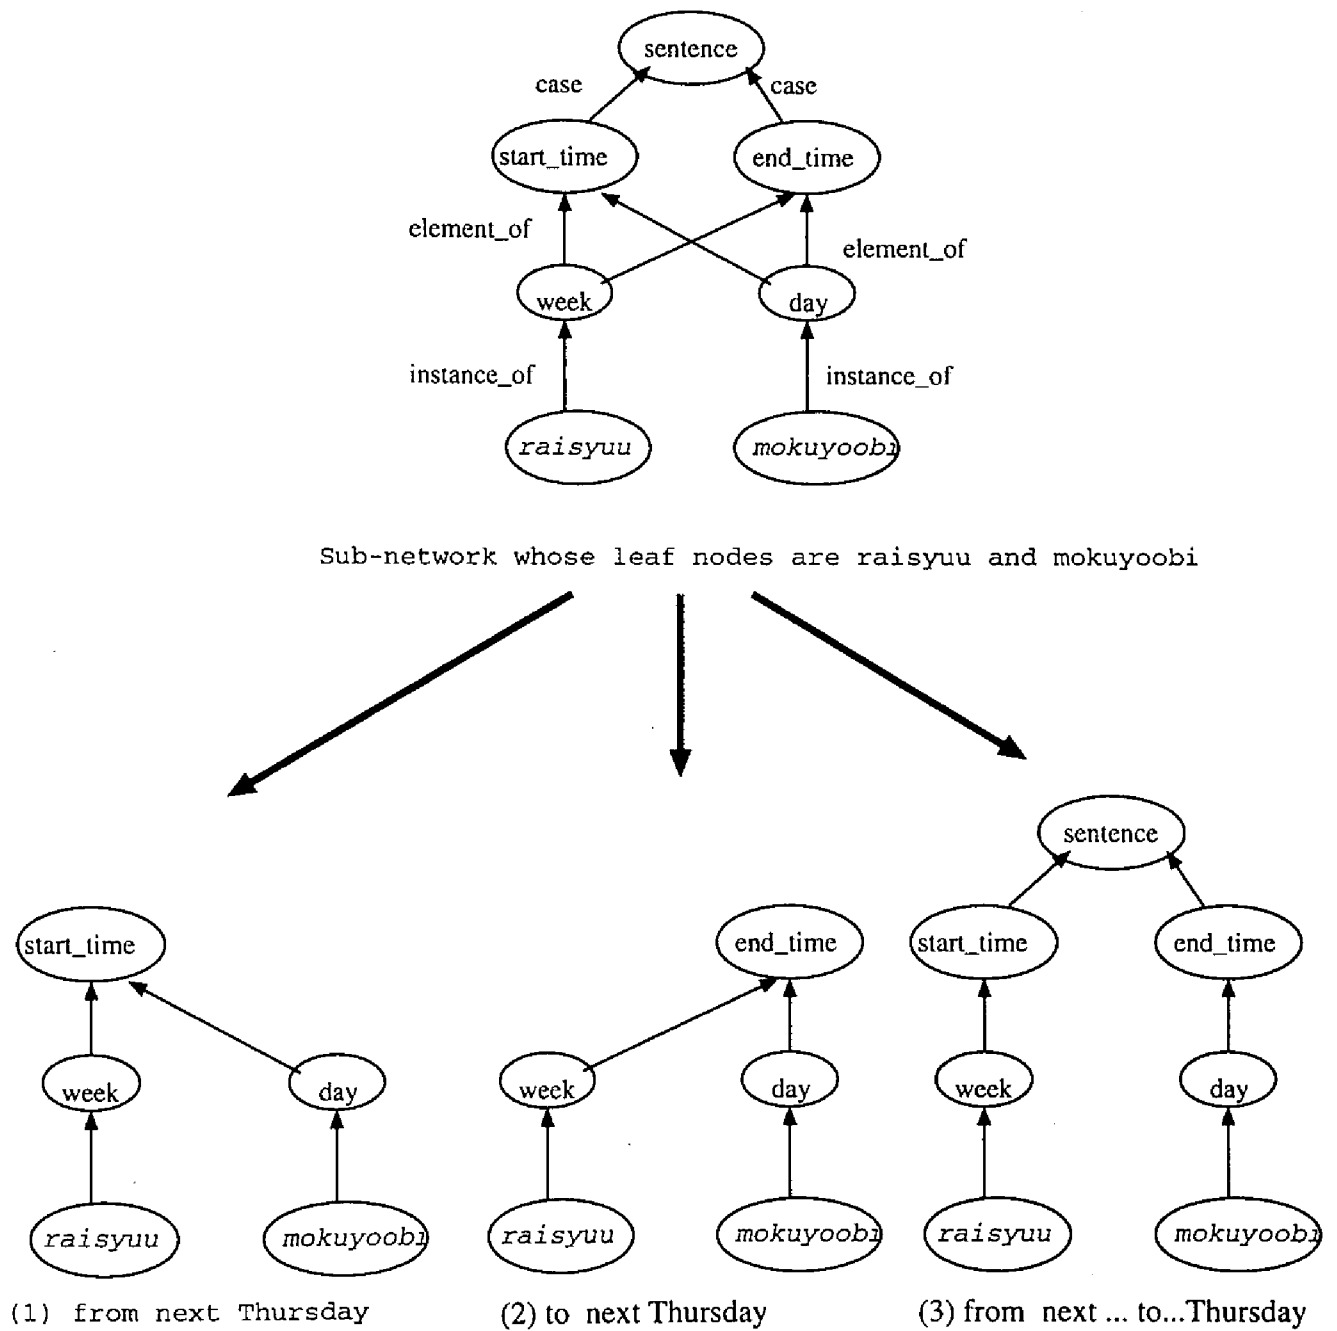 sentence
case case
start_time end_time
element_of
element_of
week day
instance_of instance_of
raisyuu mokuyoobi
Sub-network whose leaf nodes are raisyuu and mokuyoobi
sentence
start_time end_time start_time end_time
week day week day week day
raisyuu mokuyoobi raisyuu mokuyoobi raisyuu mokuyoobi
(1) from next Thursday (2) to next Thursday (3) from next ... to...Thursday